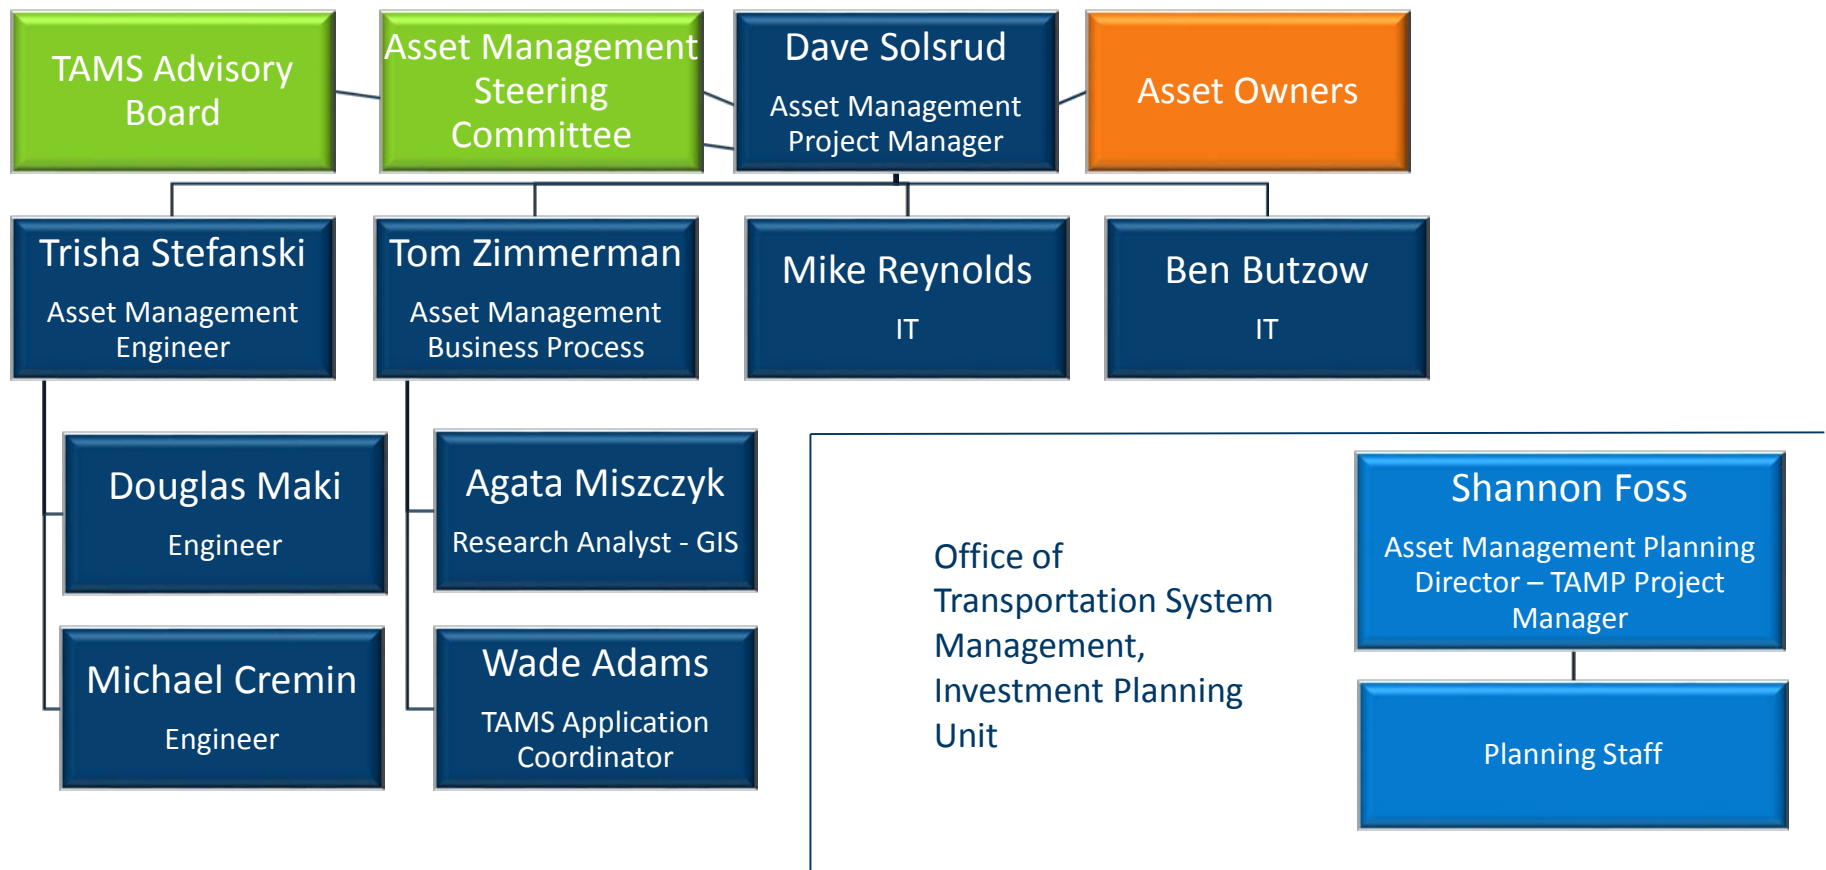 TAMS Advisory
Board
Asset Management
Steering
Committee
Dave Solsrud
Asset Management
Project Manager
Asset Owners
Trisha Stefanski
Asset Management
Engineer
Tom Zimmerman
Asset Management
Business Process
Mike Reynolds
IT
Ben Butzow
IT
Douglas Maki
Engineer
Agata Miszczyk
Research Analyst - GIS
Michael Cremin
Engineer
Wade Adams
TAMS Application
Coordinator
Office of
Transportation System
Management,
Investment Planning
Unit
Shannon Foss
Asset Management Planning
Director – TAMP Project
Manager
Planning Staff